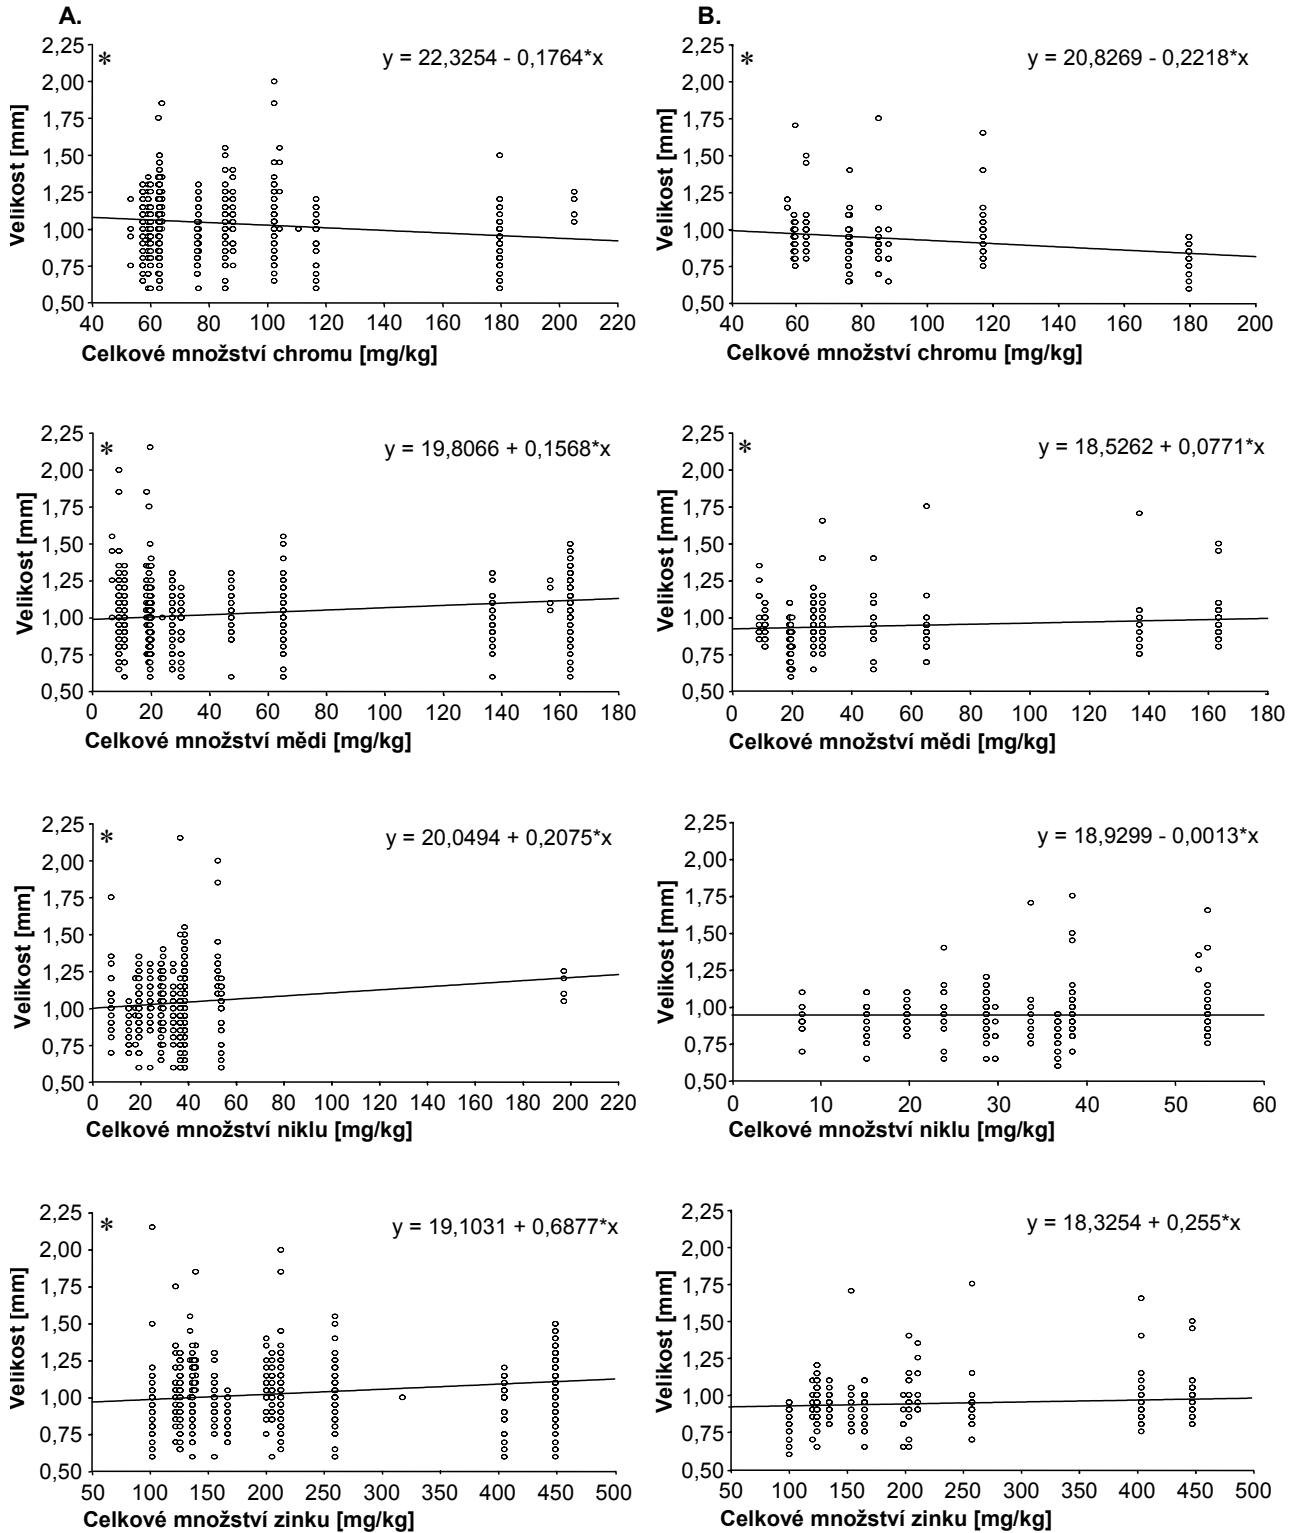 A.
B.
2,25
2,00
1,75
1,50
1,25
1,00
0,75
0,50
Velikost [mm]
*
y = 22,3254 - 0,1764*x
40 60 80 100 120 140 160 180 200 220
Celkové množství chromu [mg/kg]
2,25
2,00
1,75
1,50
1,25
1,00
0,75
0,50
Velikost [mm]
*
y = 20,8269 - 0,2218*x
40 60 80 100 120 140 160 180 200
Celkové množství chromu [mg/kg]
2,25
2,00
1,75
1,50
1,25
1,00
0,75
0,50
Velikost [mm]
*
y = 19,8066 + 0,1568*x
0 20 40 60 80 100 120 140 160 180
Celkové množství mědi [mg/kg]
2,25
2,00
1,75
1,50
1,25
1,00
0,75
0,50
Velikost [mm]
*
y = 18,5262 + 0,0771*x
0 20 40 60 80 100 120 140 160 180
Celkové množství mědi [mg/kg]
2,25
2,00
1,75
1,50
1,25
1,00
0,75
0,50
Velikost [mm]
*
y = 20,0494 + 0,2075*x
0 20 40 60 80 100 120 140 160 180 200 220
Celkové množství niklu [mg/kg]
2,25
2,00
1,75
1,50
1,25
1,00
0,75
0,50
Velikost [mm]
y = 18,9299 - 0,0013*x
0 10 20 30 40 50 60
Celkové množství niklu [mg/kg]
2,25
2,00
1,75
1,50
1,25
1,00
0,75
0,50
Velikost [mm]
*
y = 19,1031 + 0,6877*x
50 100 150 200 250 300 350 400 450 500
Celkové množství zinku [mg/kg]
2,25
2,00
1,75
1,50
1,25
1,00
0,75
0,50
Velikost [mm]
y = 18,3254 + 0,255*x
50 100 150 200 250 300 350 400 450 500
Celkové množství zinku [mg/kg]